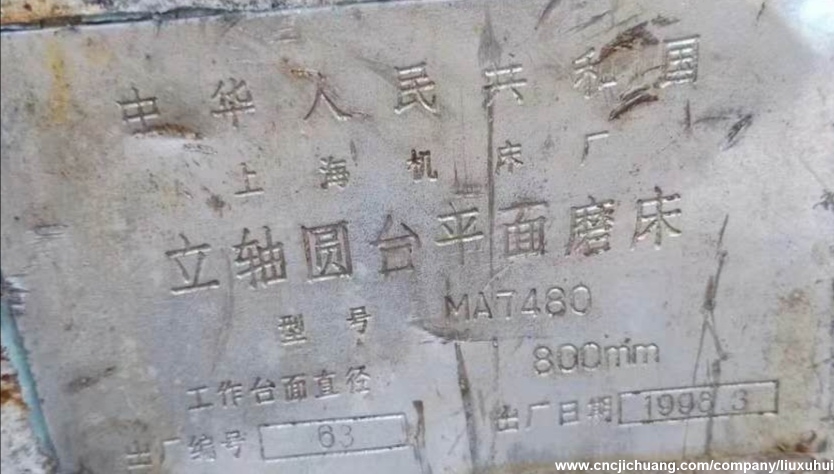 中华人民共和国
上海机床厂
立轴圆台平面磨床
型号 MA7480
工作台面直径 800mm
出厂编号 63 出厂日期 1998.3
www.cncjichuang.com/company/liuxuhui